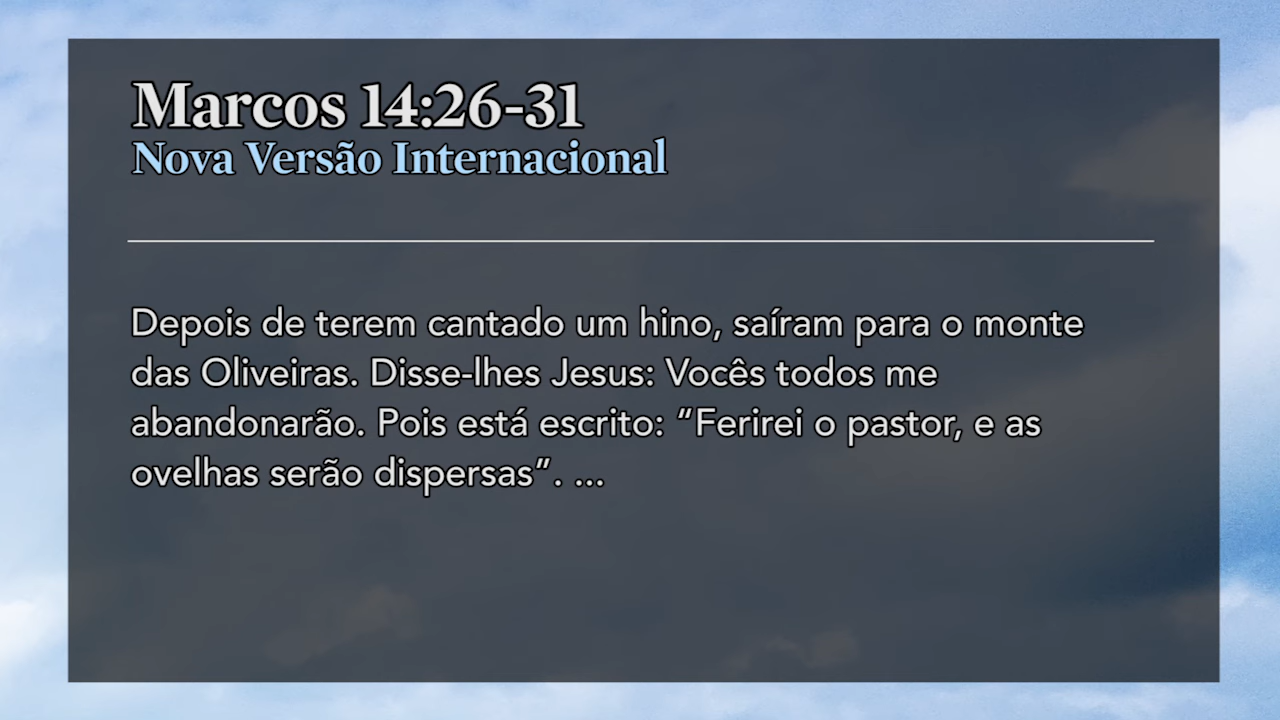 Marcos 14:26-31
Nova Versão Internacional
Depois de terem cantado um hino, saíram para o monte
das Oliveiras. Disse-lhes Jesus: Vocês todos me
abandonarão. Pois está escrito: “Ferirei o pastor, e as
ovelhas serão dispersas”. ...